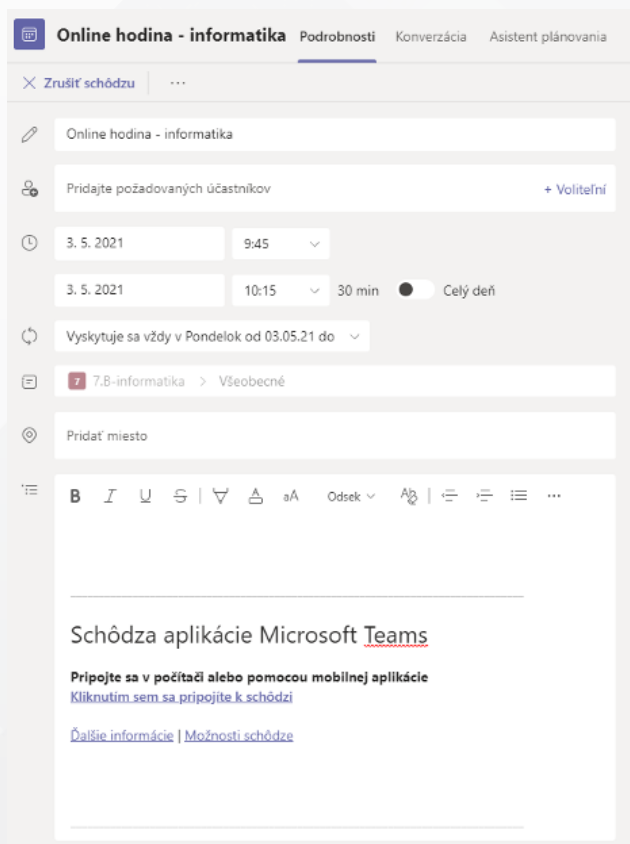 Online hodina - informatika Podrobnosti Konverzácia Asistent plánovania
Zrušiť schôdzu ...
Online hodina - informatika
Pridajte požadovaných účastníkov + Voliteľní
3. 5. 2021 9:45
3. 5. 2021 10:15 30 min Celý deň
Vyskytuje sa vždy v Pondelok od 03.05.21 do
7 7.B-informatika > Všeobecné
Pridať miesto
B I U S A aA Odsek ...
Schôdza aplikácie Microsoft Teams
Pripojte sa v počítači alebo pomocou mobilnej aplikácie
Kliknutím sem sa pripojíte k schôdzi
Ďalšie informácie | Možnosti schôdze